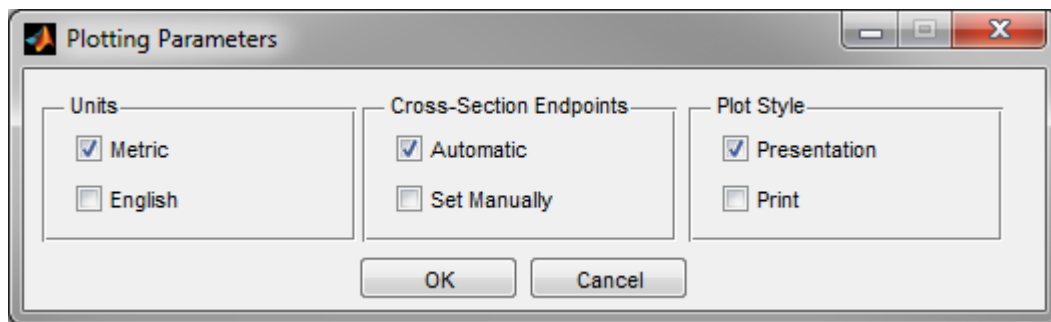 Plotting Parameters
Units
Metric
English
Cross-Section Endpoints
Automatic
Set Manually
Plot Style
Presentation
Print
OK
Cancel